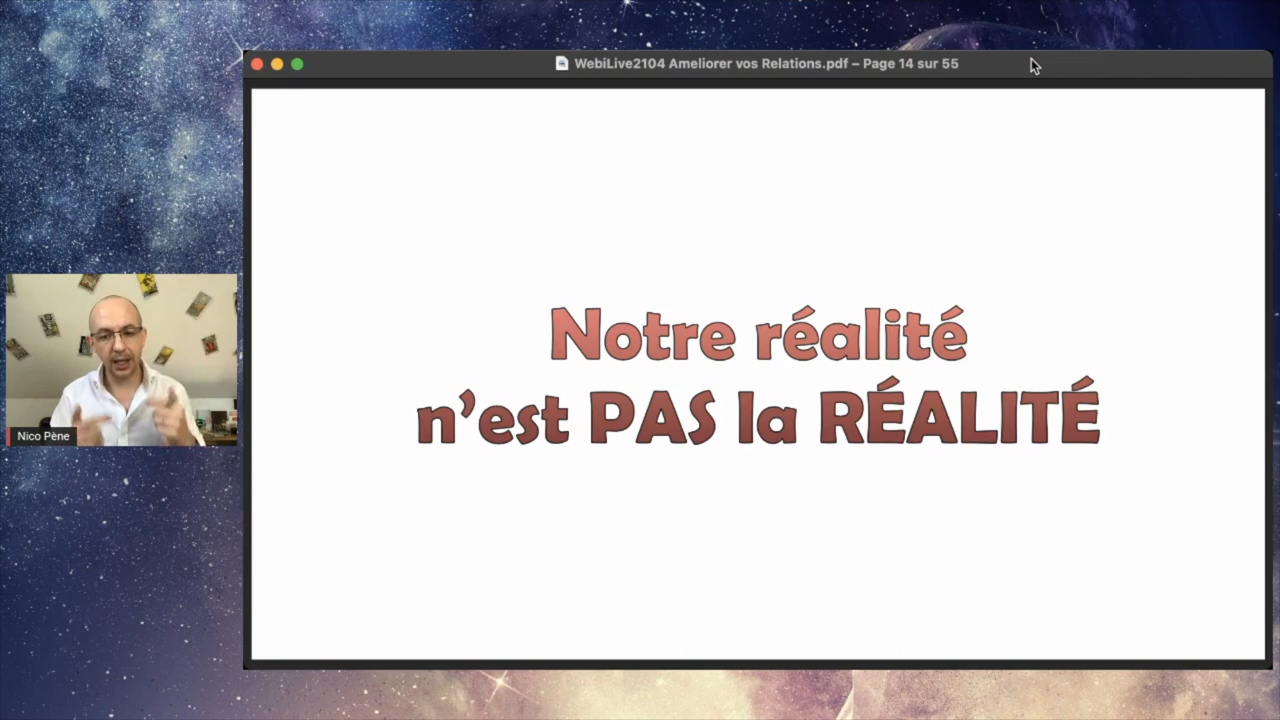 WebiLive2104 Ameliorer vos Relations.pdf – Page 14 sur 55
Notre réalité
n’est PAS la RÉALITÉ
Nico Pène